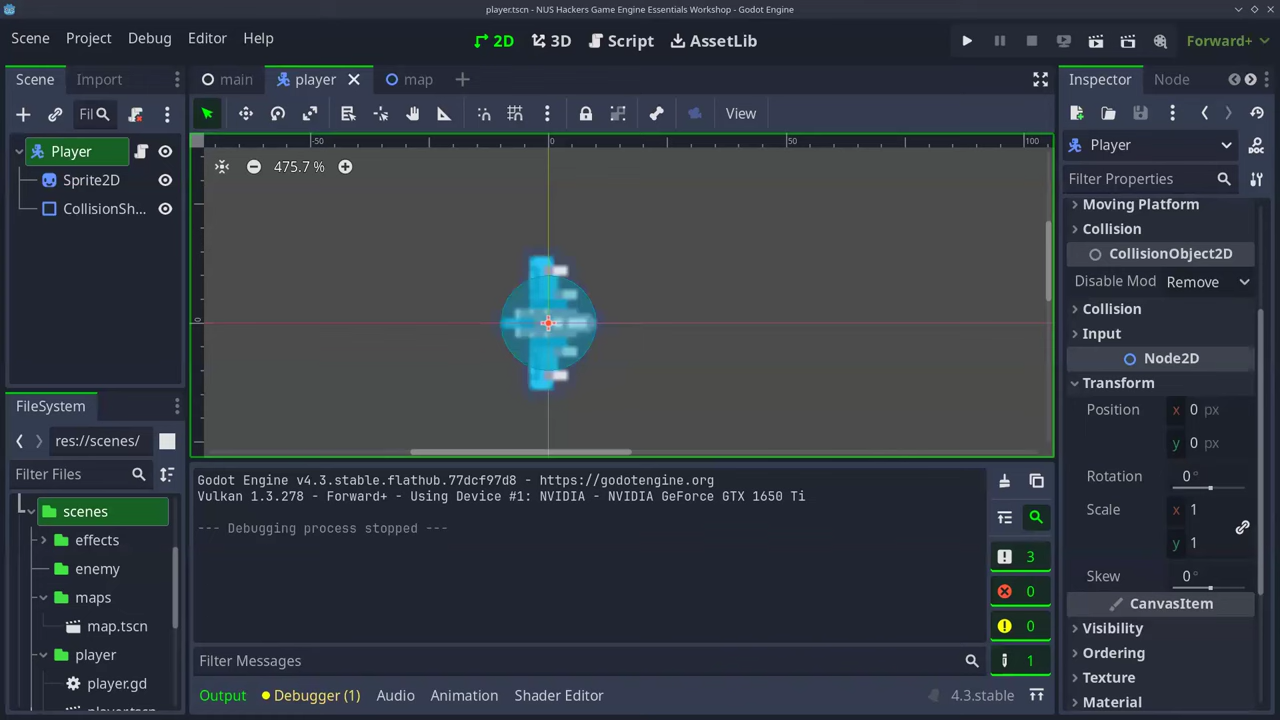 player.tscn - NUS Hackers Game Engine Essentials Workshop - Godot Engine
Scene Project Debug Editor Help
2D 3D Script AssetLib
Forward+
Scene Import
main player map
Inspector Node
Fil
View
Player
Sprite2D
CollisionSh...
-50 0 50 100
475.7 %
0
Player
Filter Properties
Moving Platform
Collision
CollisionObject2D
Disable Mod Remove
Collision
Input
Node2D
Transform
Position x 0 px
y 0 px
Rotation 0 °
Scale x 1
y 1
Skew 0 °
CanvasItem
Visibility
Ordering
Texture
Material
FileSystem
res://scenes/
Filter Files
scenes
effects
enemy
maps
map.tscn
player
player.gd
player.tscn
Godot Engine v4.3.stable.flathub.77dcf97d8 - https://godotengine.org
Vulkan 1.3.278 - Forward+ - Using Device #1: NVIDIA - NVIDIA GeForce GTX 1650 Ti
--- Debugging process stopped ---
3
0
0
1
Filter Messages
Output Debugger (1) Audio Animation Shader Editor
4.3.stable